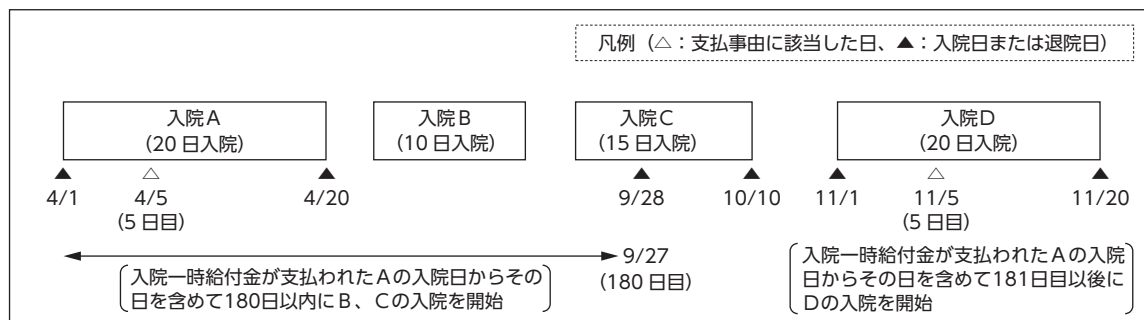 凡例（△：支払事由に該当した日、▲：入院日または退院日）
入院A
（20日入院）
入院B
（10日入院）
入院C
（15日入院）
入院D
（20日入院）
4/1
4/5
（5日目）
4/20
9/28
10/10
11/1
11/5
（5日目）
11/20
9/27
（180日目）
入院一時給付金が支払われたAの入院日からその
日を含めて180日以内にB、Cの入院を開始
入院一時給付金が支払われたAの入院
日からその日を含めて181日目以後に
Dの入院を開始